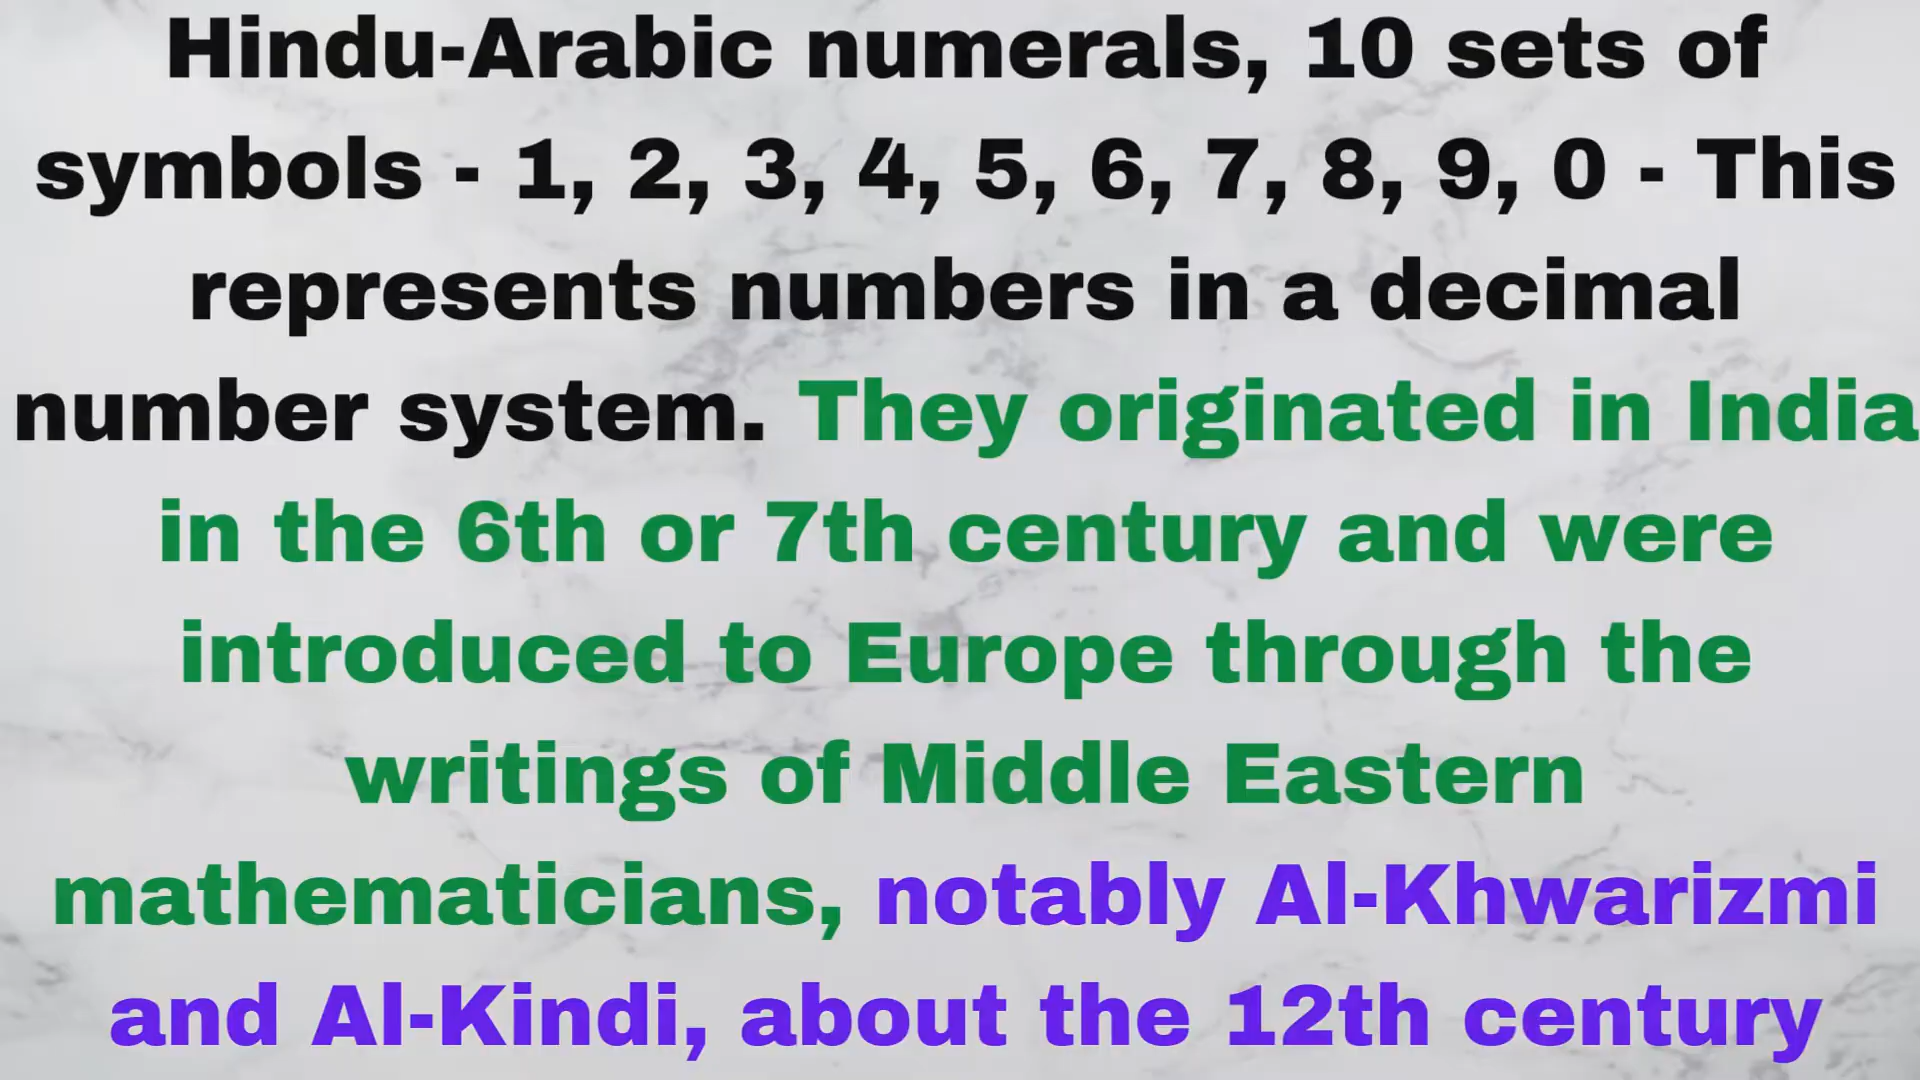 Hindu-Arabic numerals, 10 sets of
symbols - 1, 2, 3, 4, 5, 6, 7, 8, 9, 0 - This
represents numbers in a decimal
number system. They originated in India
in the 6th or 7th century and were
introduced to Europe through the
writings of Middle Eastern
mathematicians, notably Al-Khwarizmi
and Al-Kindi, about the 12th century